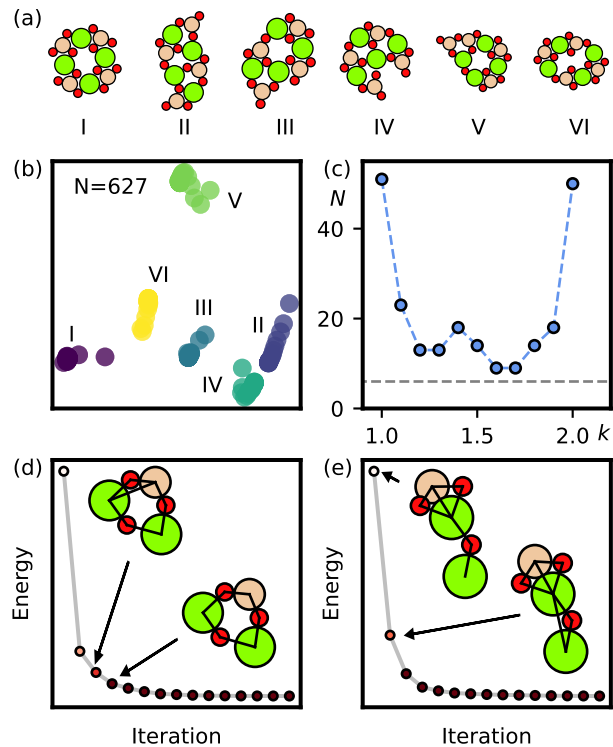 (a)
I II III IV V VI
(b) N=627
V
VI
III
II
I
IV
(c)
N
40
20
0
1.0 1.5 2.0 k
(d)
Energy
Iteration
(e)
Energy
Iteration